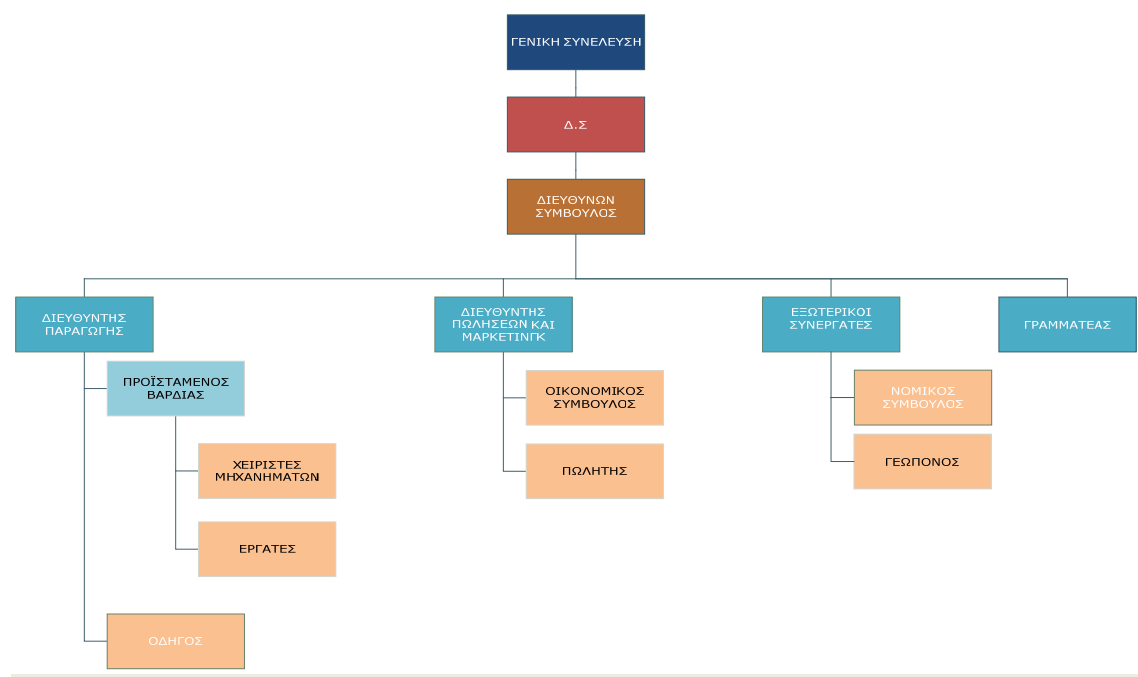 ΓΕΝΙΚΗ ΣΥΝΕΛΕΥΣΗ
Δ.Σ
ΔΙΕΥΘΥΝΩΝ
ΣΥΜΒΟΥΛΟΣ
ΔΙΕΥΘΥΝΤΗΣ
ΠΑΡΑΓΩΓΗΣ
ΔΙΕΥΘΥΝΤΗΣ
ΠΩΛΗΣΕΩΝ ΚΑΙ
ΜΑΡΚΕΤΙΝΓΚ
ΕΞΩΤΕΡΙΚΟΙ
ΣΥΝΕΡΓΑΤΕΣ
ΓΡΑΜΜΑΤΕΑΣ
ΠΡΟΪΣΤΑΜΕΝΟΣ
ΒΑΡΔΙΑΣ
ΧΕΙΡΙΣΤΕΣ
ΜΗΧΑΝΗΜΑΤΩΝ
ΕΡΓΑΤΕΣ
ΟΔΗΓΟΣ
ΟΙΚΟΝΟΜΙΚΟΣ
ΣΥΜΒΟΥΛΟΣ
ΠΩΛΗΤΗΣ
ΝΟΜΙΚΟΣ
ΣΥΜΒΟΥΛΟΣ
ΓΕΩΠΟΝΟΣ